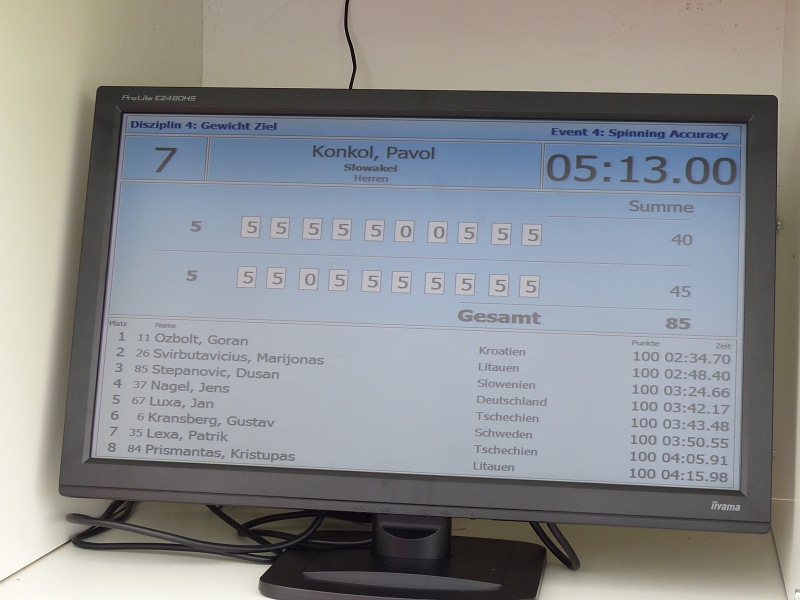 ProLite E2480HS
Disziplin 4: Gewicht Ziel Event 4: Spinning Accuracy
7 Konkol, Pavol 05:13.00
Slowakei
Herren
Summe
5 5 5 5 5 5 0 0 5 5 5 40
5 5 5 0 5 5 5 5 5 5 5 45
Gesamt 85
Platz Name Punkte Zeit
1 11 Ozbolt, Goran Kroatien 100 02:34.70
2 26 Svirbutavicius, Marijonas Litauen 100 02:48.40
3 85 Stepanovic, Dusan Slowenien 100 03:24.66
4 37 Nagel, Jens Deutschland 100 03:42.17
5 67 Luxa, Jan Tschechien 100 03:43.48
6 6 Kransberg, Gustav Schweden 100 03:50.55
7 35 Lexa, Patrik Tschechien 100 04:05.91
8 84 Prismantas, Kristupas Litauen 100 04:15.98
iiyama